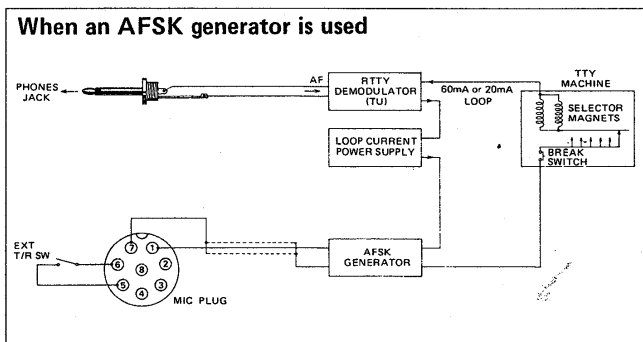 When an AFSK generator is used
PHONES
JACK
AF
RTTY
DEMODULATOR
(TU)
60mA or 20mA
LOOP
TTY
MACHINE
SELECTOR
MAGNETS
BREAK
SWITCH
LOOP CURRENT
POWER SUPPLY
EXT
T/R SW
7
1
6
8
2
5
4
3
MIC PLUG
AFSK
GENERATOR